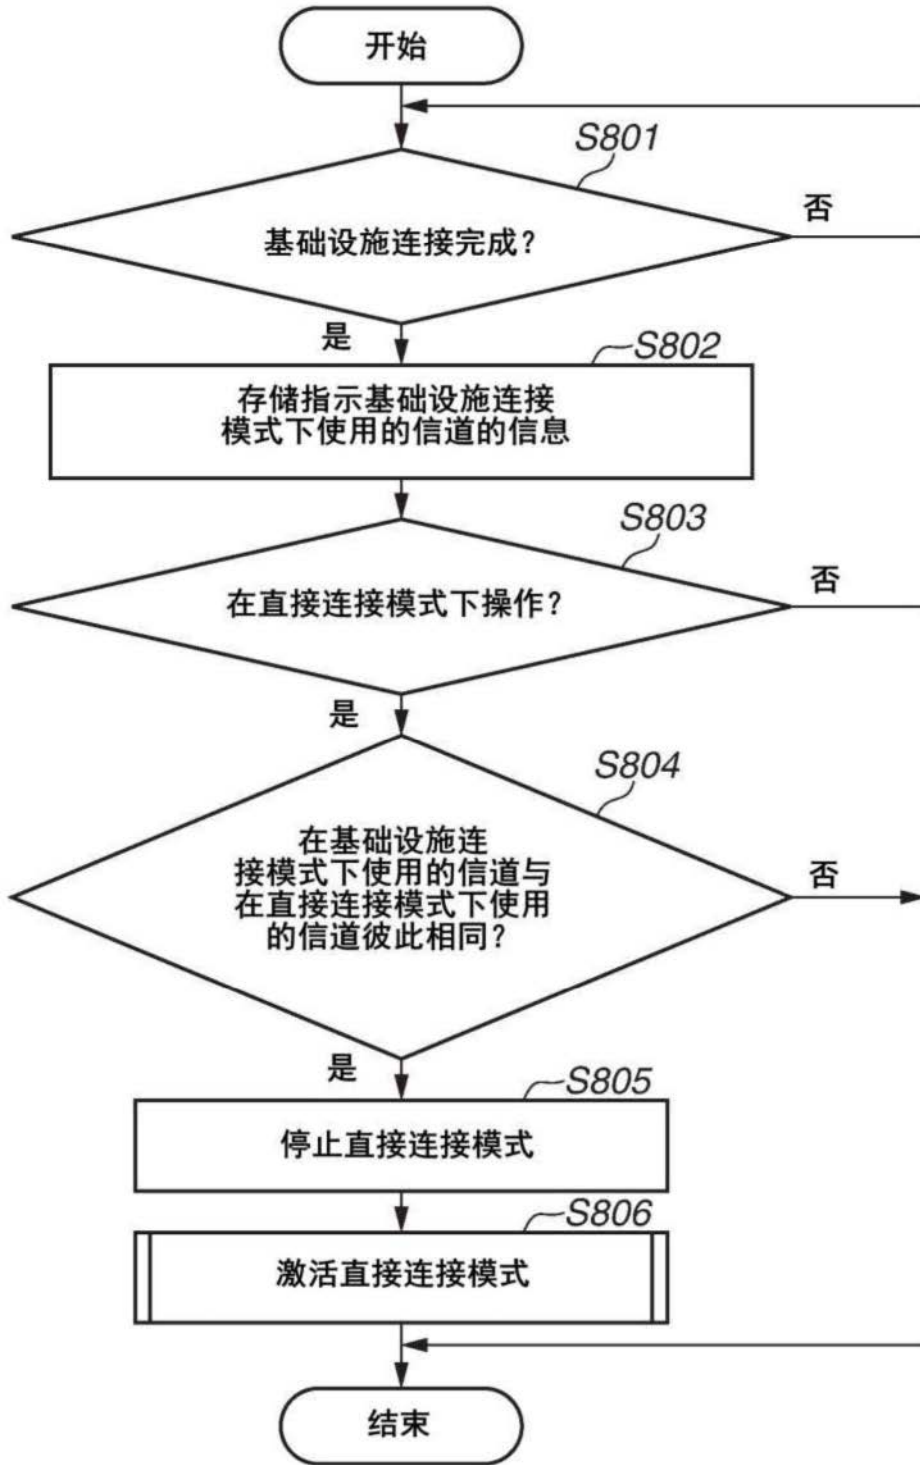 开始
S801
基础设施连接完成?
否
是
S802
存储指示基础设施连接
模式下使用的信道的信息
S803
在直接连接模式下操作?
否
是
S804
在基础设施连
接模式下使用的信道与
在直接连接模式下使用
的信道彼此相同?
否
是
S805
停止直接连接模式
S806
激活直接连接模式
结束